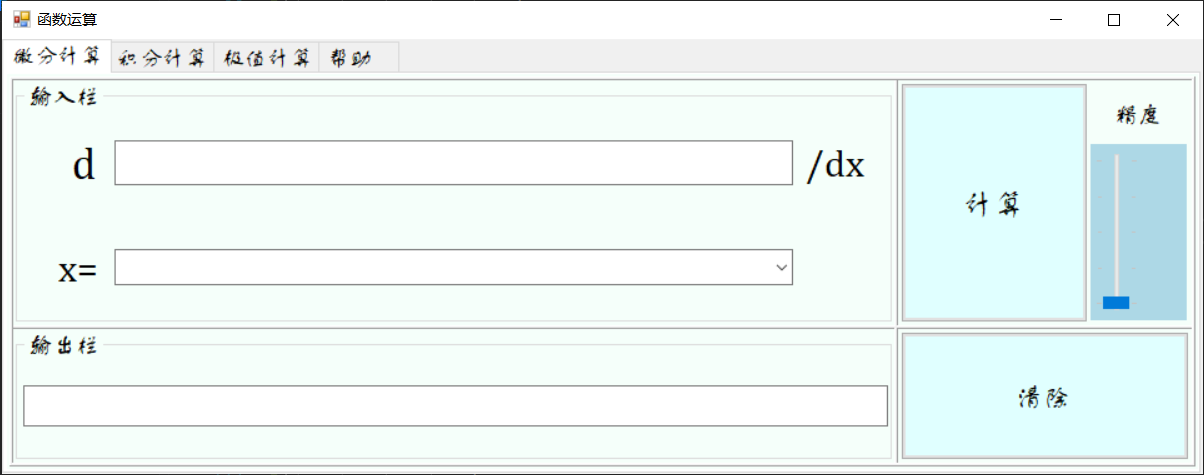 函数运算
微分计算 积分计算 极值计算 帮助
输入栏
d /dx
x=
计算
精度
输出栏
清除